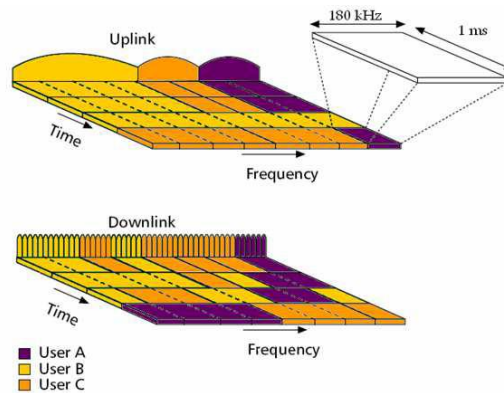 180 kHz
1 ms
Uplink
Time
Frequency
Downlink
Time
Frequency
User A
User B
User C